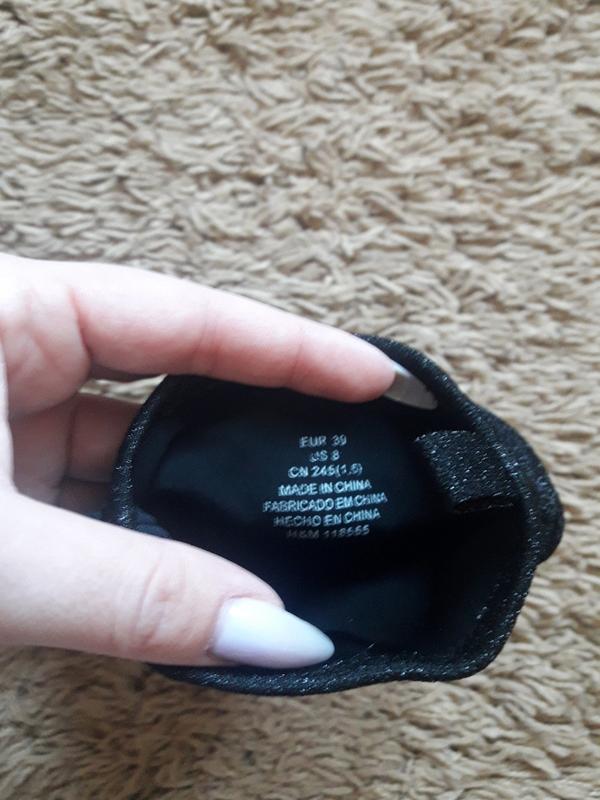 EUR 39
US 8
CN 245(1.5)
MADE IN CHINA
FABRICADO EM CHINA
HECHO EN CHINA
H&M 118565